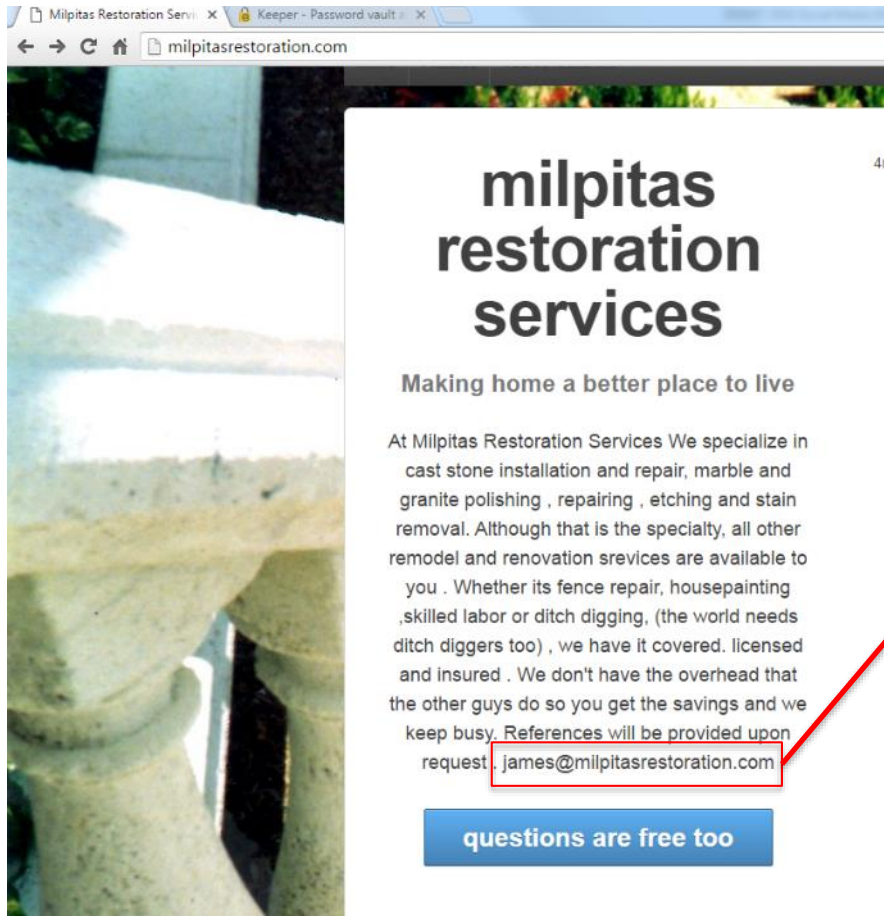 Milpitas Restoration Servi
Keeper - Password vault
milpitasrestoration.com
milpitas
restoration
services
Making home a better place to live
At Milpitas Restoration Services We specialize in
cast stone installation and repair, marble and
granite polishing , repairing , etching and stain
removal. Although that is the specialty, all other
remodel and renovation srevices are available to
you . Whether its fence repair, housepainting
,skilled labor or ditch digging, (the world needs
ditch diggers too) , we have it covered. licensed
and insured . We don't have the overhead that
the other guys do so you get the savings and we
keep busy. References will be provided upon
request . james@milpitasrestoration.com
questions are free too